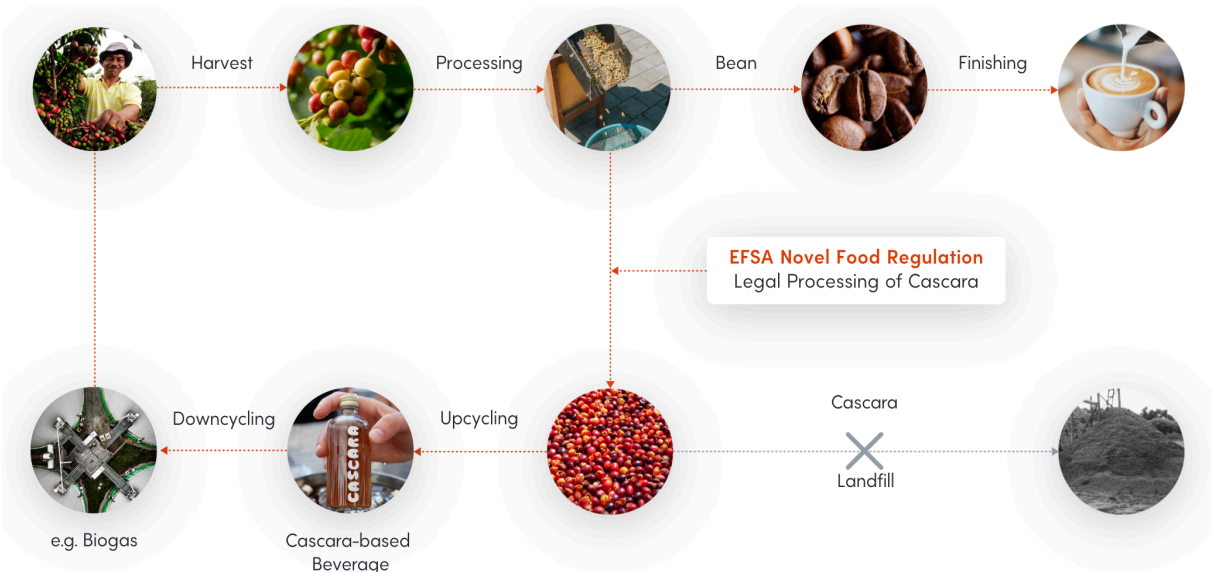 Harvest
Processing
Bean
Finishing
EFSA Novel Food Regulation
Legal Processing of Cascara
Downcycling
Upcycling
Cascara
Landfill
CASCARA
e.g. Biogas
Cascara-based
Beverage